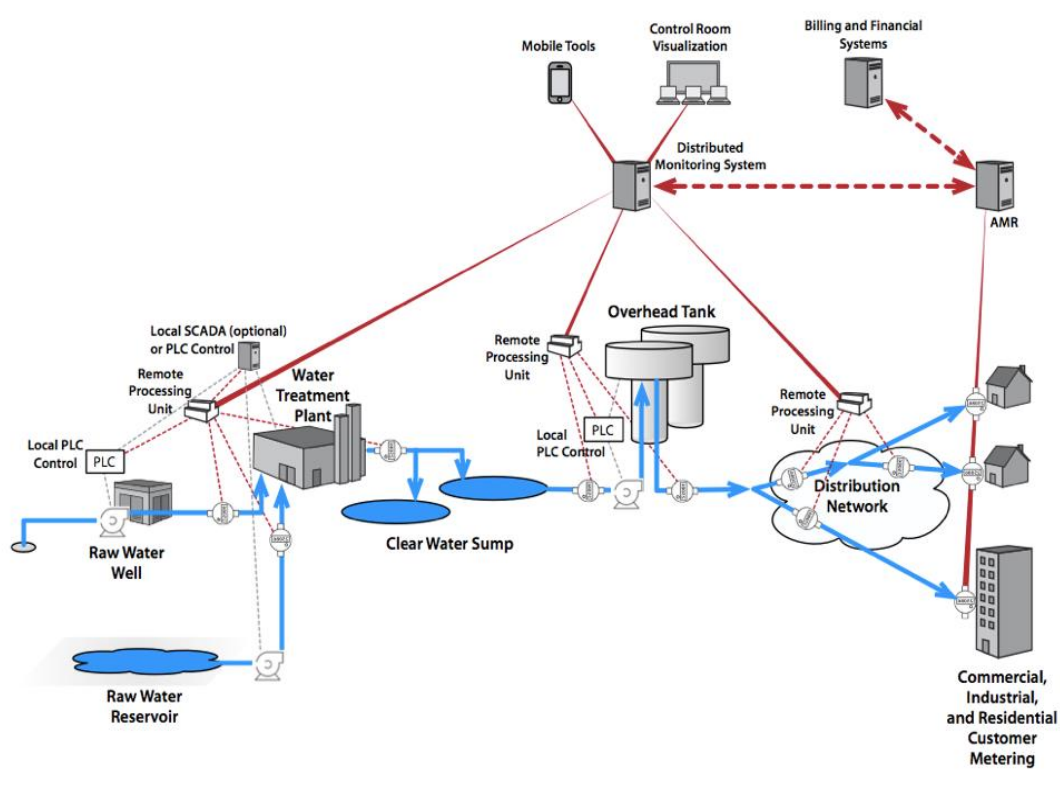 Mobile Tools
Control Room
Visualization
Billing and Financial
Systems
Distributed
Monitoring System
AMR
Overhead Tank
Local SCADA (optional)
or PLC Control
Remote
Processing
Unit
Water
Treatment
Plant
Remote
Processing
Unit
Remote
Processing
Unit
Local PLC
Control
PLC
Local
PLC Control
PLC
Distribution
Network
Raw Water
Well
Clear Water Sump
Raw Water
Reservoir
Commercial,
Industrial,
and Residential
Customer
Metering